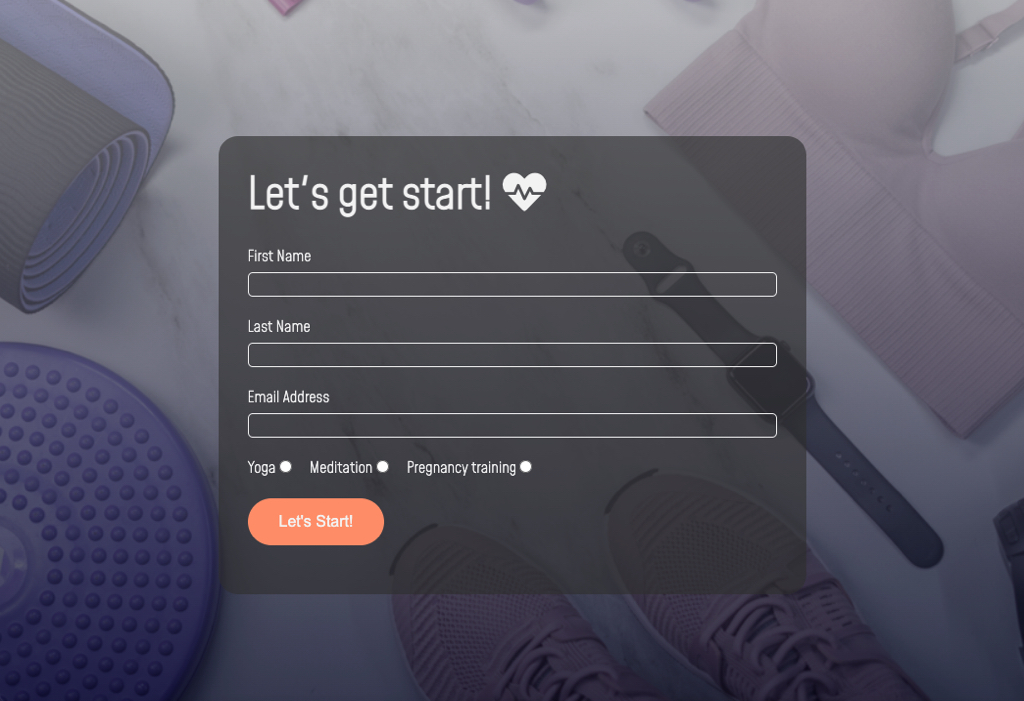 Let's get start!
First Name
Last Name
Email Address
Yoga Meditation Pregnancy training
Let's Start!